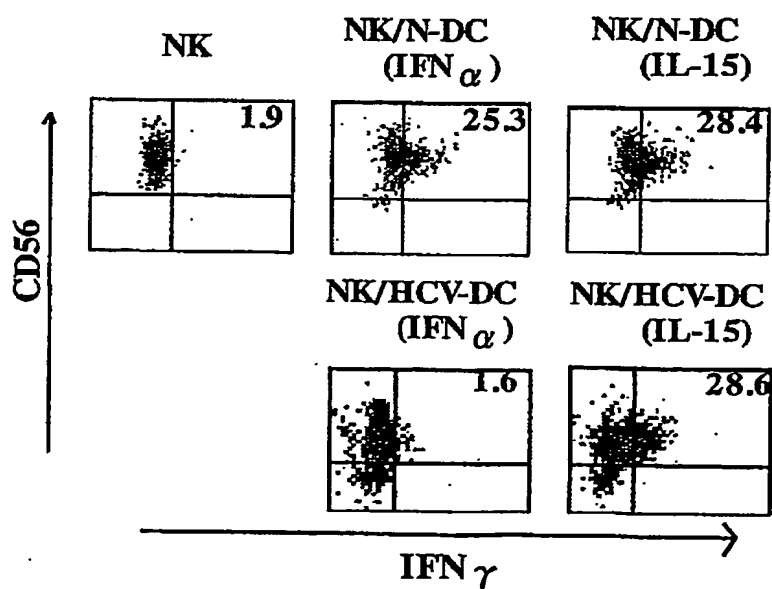 NK
NK/N-DC
(IFNα)
NK/N-DC
(IL-15)
1.9
25.3
28.4
CD56
NK/HCV-DC
(IFNα)
NK/HCV-DC
(IL-15)
1.6
28.6
IFNγ